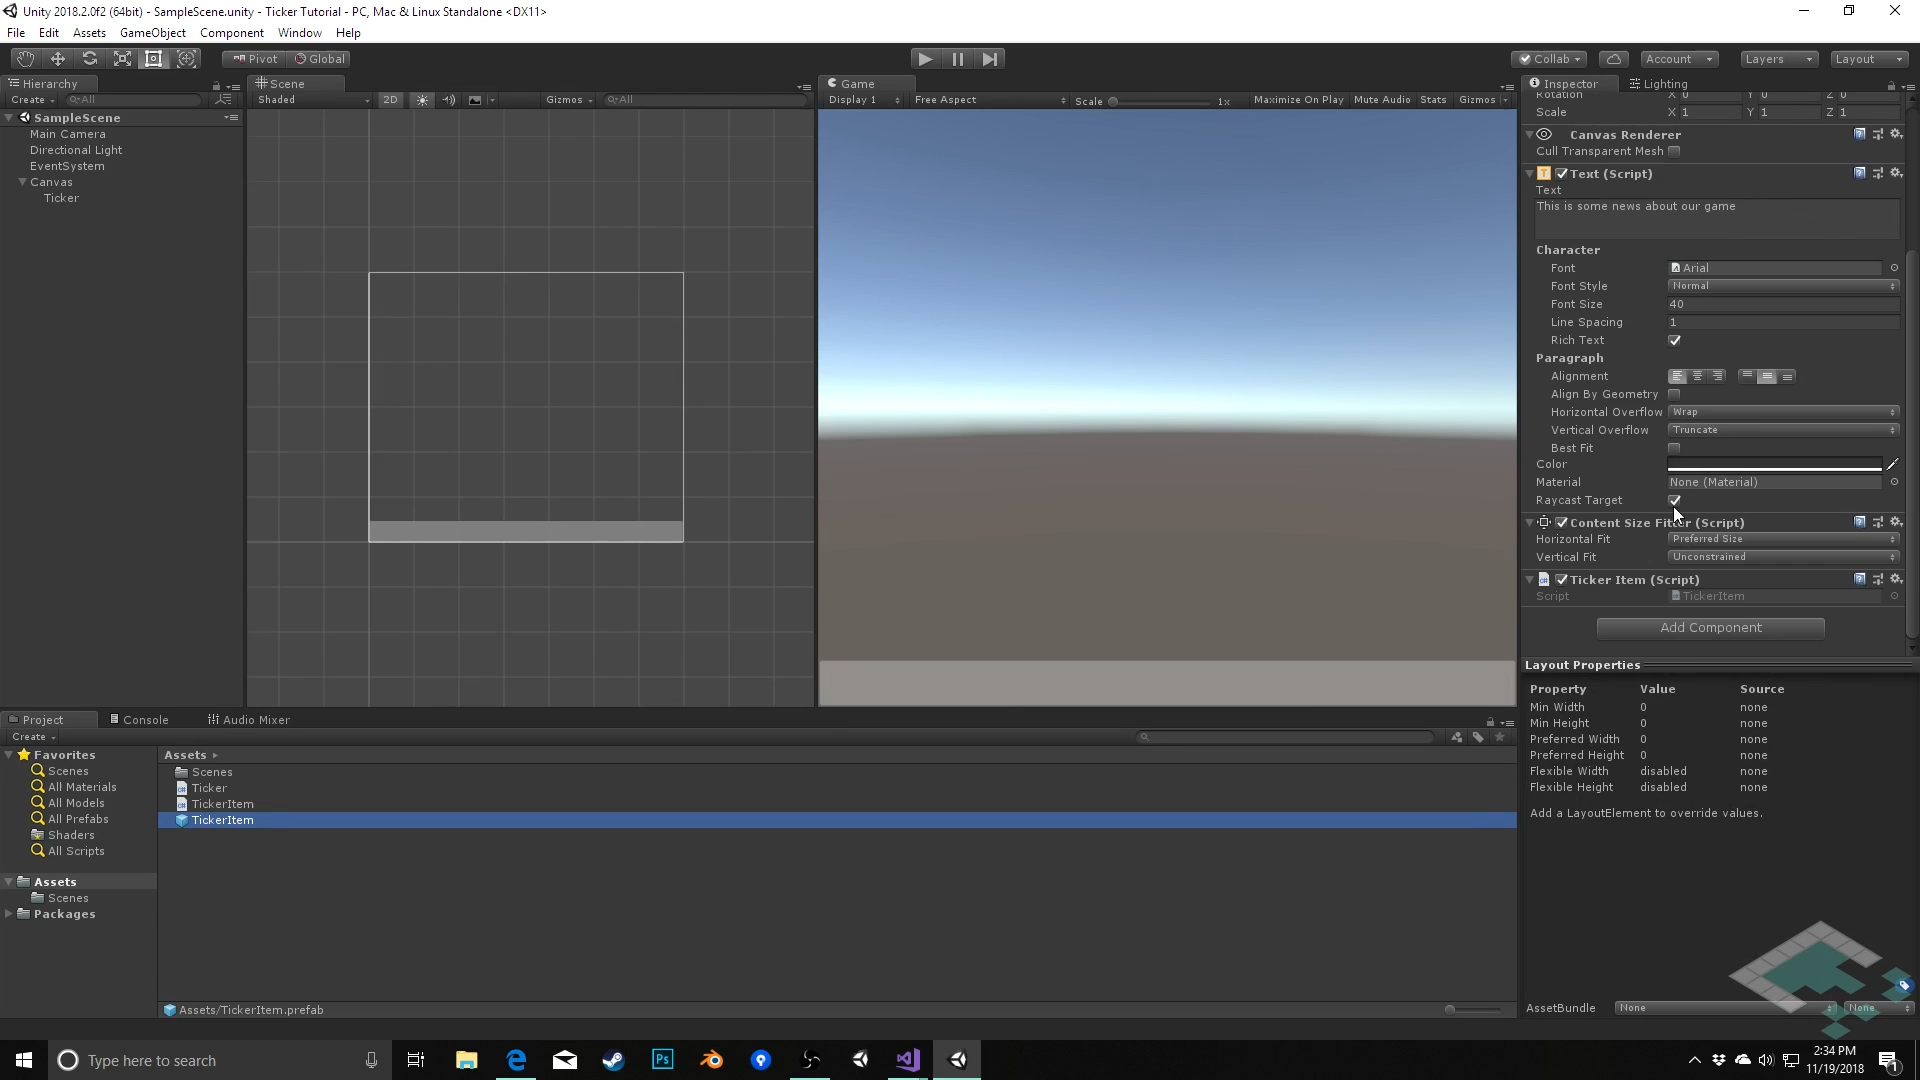 Unity 2018.2.0f2 (64bit) - SampleScene.unity - Ticker Tutorial - PC, Mac & Linux Standalone <DX11>
File Edit Assets GameObject Component Window Help
Pivot Global Collab Account Layers Layout
Hierarchy
Create All
SampleScene
Main Camera
Directional Light
EventSystem
Canvas
Ticker
Scene
Shaded 2D Gizmos All
Game
Display 1 Free Aspect Scale 1x Maximize On Play Mute Audio Stats Gizmos
Inspector Lighting
Rotation X 0 Y 0 Z 0
Scale X 1 Y 1 Z 1
Canvas Renderer
Cull Transparent Mesh
Text (Script)
Text
This is some news about our game
Character
Font Arial
Font Style Normal
Font Size 40
Line Spacing 1
Rich Text
Paragraph
Alignment
Align By Geometry
Horizontal Overflow Wrap
Vertical Overflow Truncate
Best Fit
Color
Material None (Material)
Raycast Target
Content Size Fitter (Script)
Horizontal Fit Preferred Size
Vertical Fit Unconstrained
Ticker Item (Script)
Script TickerItem
Add Component
Layout Properties
Property Value Source
Min Width 0 none
Min Height 0 none
Preferred Width 0 none
Preferred Height 0 none
Flexible Width disabled none
Flexible Height disabled none
Add a LayoutElement to override values.
AssetBundle None None
Project Console Audio Mixer
Create
Favorites
All Materials
All Models
All Prefabs
Shaders
All Scripts
Assets
Scenes
Packages
Assets
Scenes
Ticker
TickerItem
TickerItem
Assets/TickerItem.prefab
Type here to search
Ps
2:34 PM
11/19/2018
1